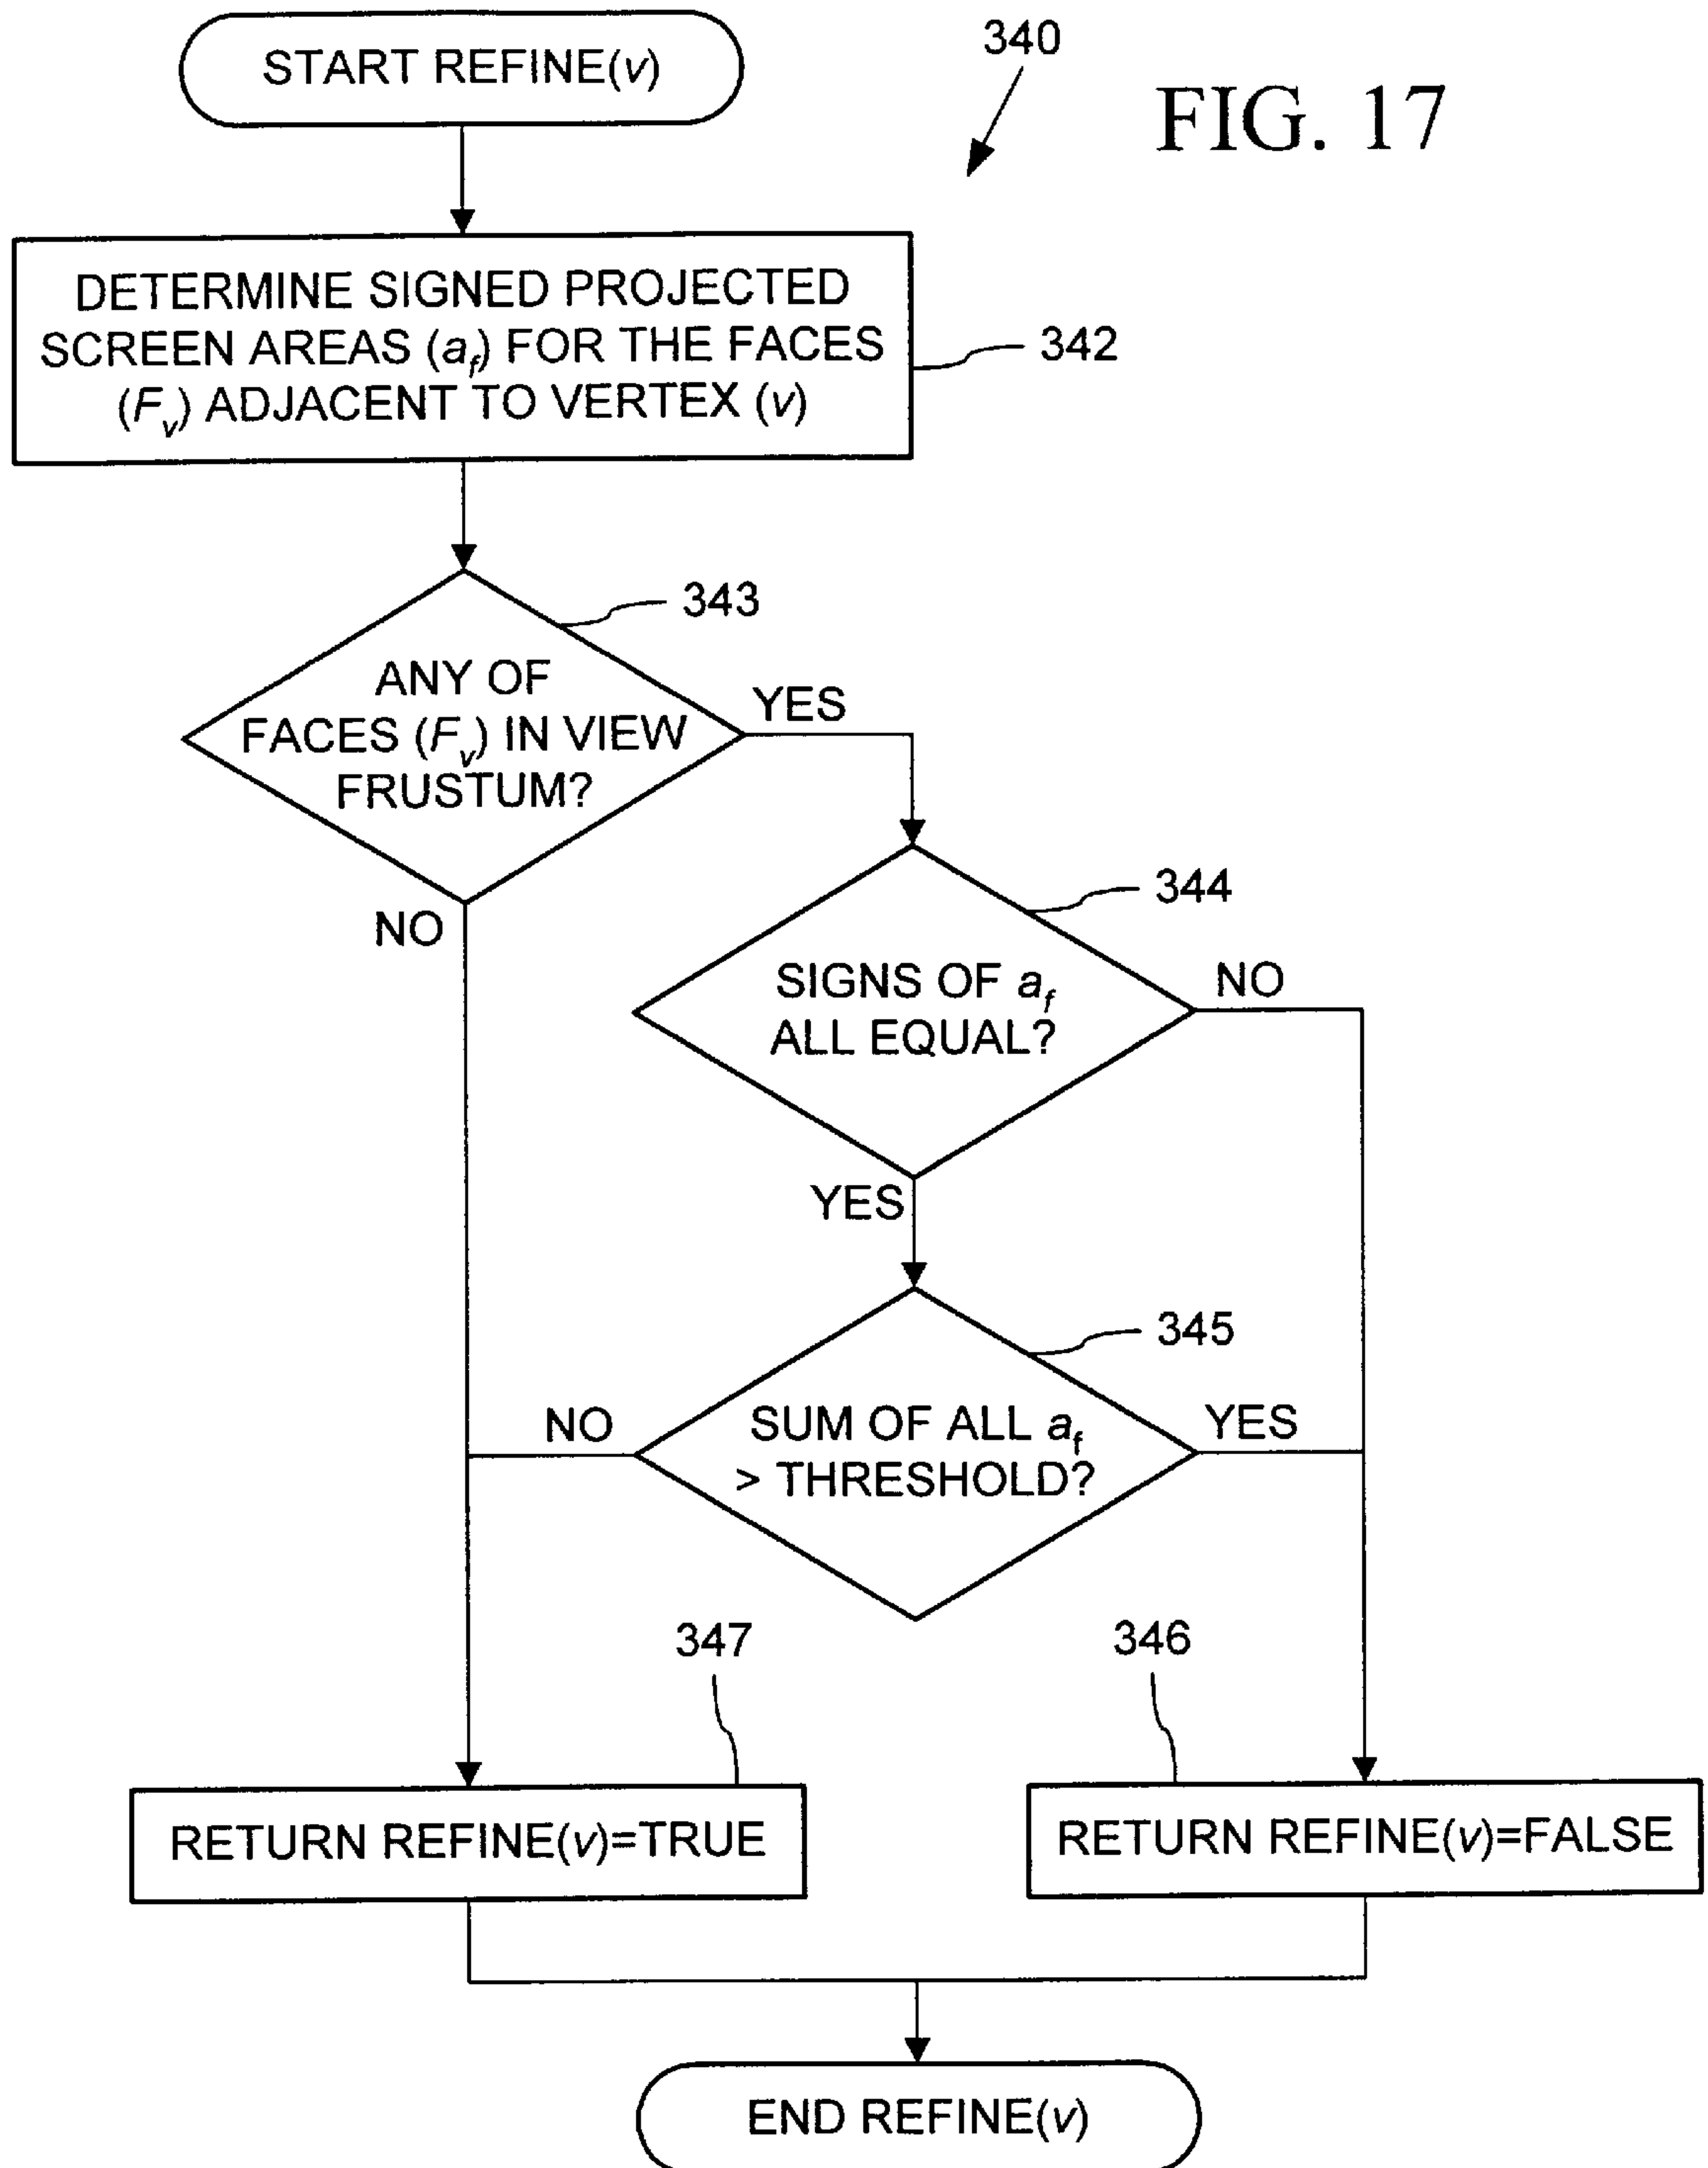 START REFINE(v)
340
FIG. 17
DETERMINE SIGNED PROJECTED
SCREEN AREAS (af) FOR THE FACES
(Fv) ADJACENT TO VERTEX (v)
342
343
ANY OF
FACES (Fv) IN VIEW
FRUSTUM?
YES
NO
344
SIGNS OF af
ALL EQUAL?
NO
YES
345
SUM OF ALL af
> THRESHOLD?
NO
YES
347
346
RETURN REFINE(v)=TRUE
RETURN REFINE(v)=FALSE
END REFINE(v)